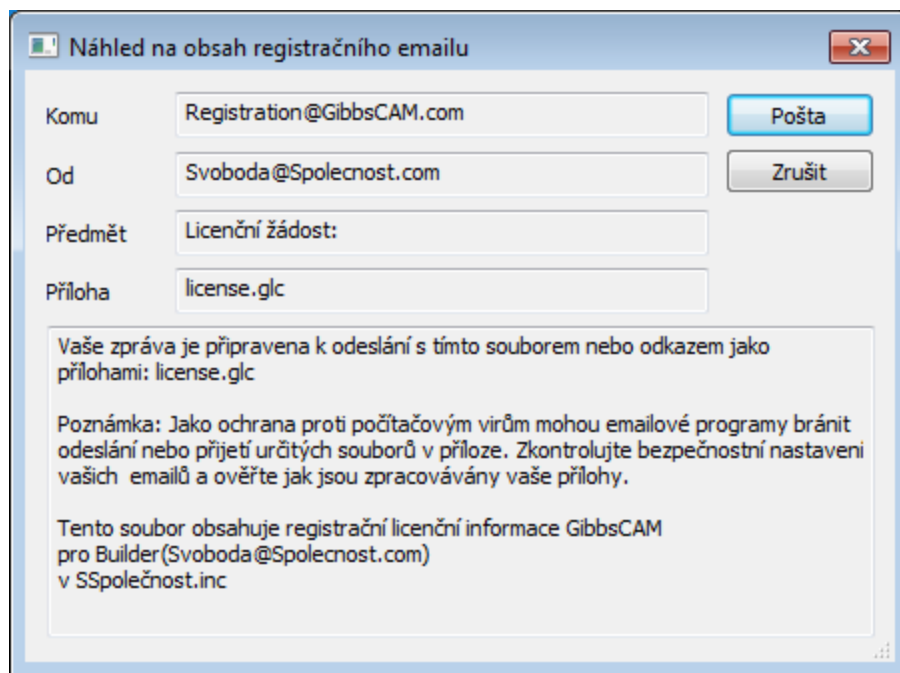 Náhled na obsah registračního emailu
Komu
Registration@GibbsCAM.com
Pošta
Od
Svoboda@Spolecnost.com
Zrušit
Předmět
Licenční žádost:
Příloha
license.glc
Vaše zpráva je připravena k odeslání s tímto souborem nebo odkazem jako
přílohami: license.glc
Poznámka: Jako ochrana proti počítačovým virům mohou emailové programy bránit
odeslání nebo přijetí určitých souborů v příloze. Zkontrolujte bezpečnostní nastaveni
vašich  emailů a ověřte jak jsou zpracovávány vaše přílohy.
Tento soubor obsahuje registrační licenční informace GibbsCAM
pro Builder(Svoboda@Spolecnost.com)
v SSpolečnost.inc